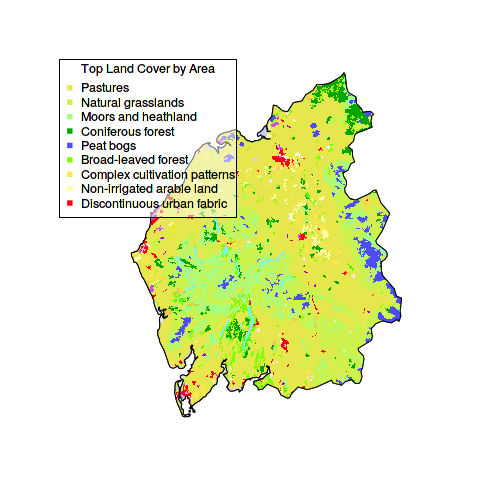 Top Land Cover by Area
Pastures
Natural grasslands
Moors and heathland
Coniferous forest
Peat bogs
Broad-leaved forest
Complex cultivation patterns
Non-irrigated arable land
Discontinuous urban fabric